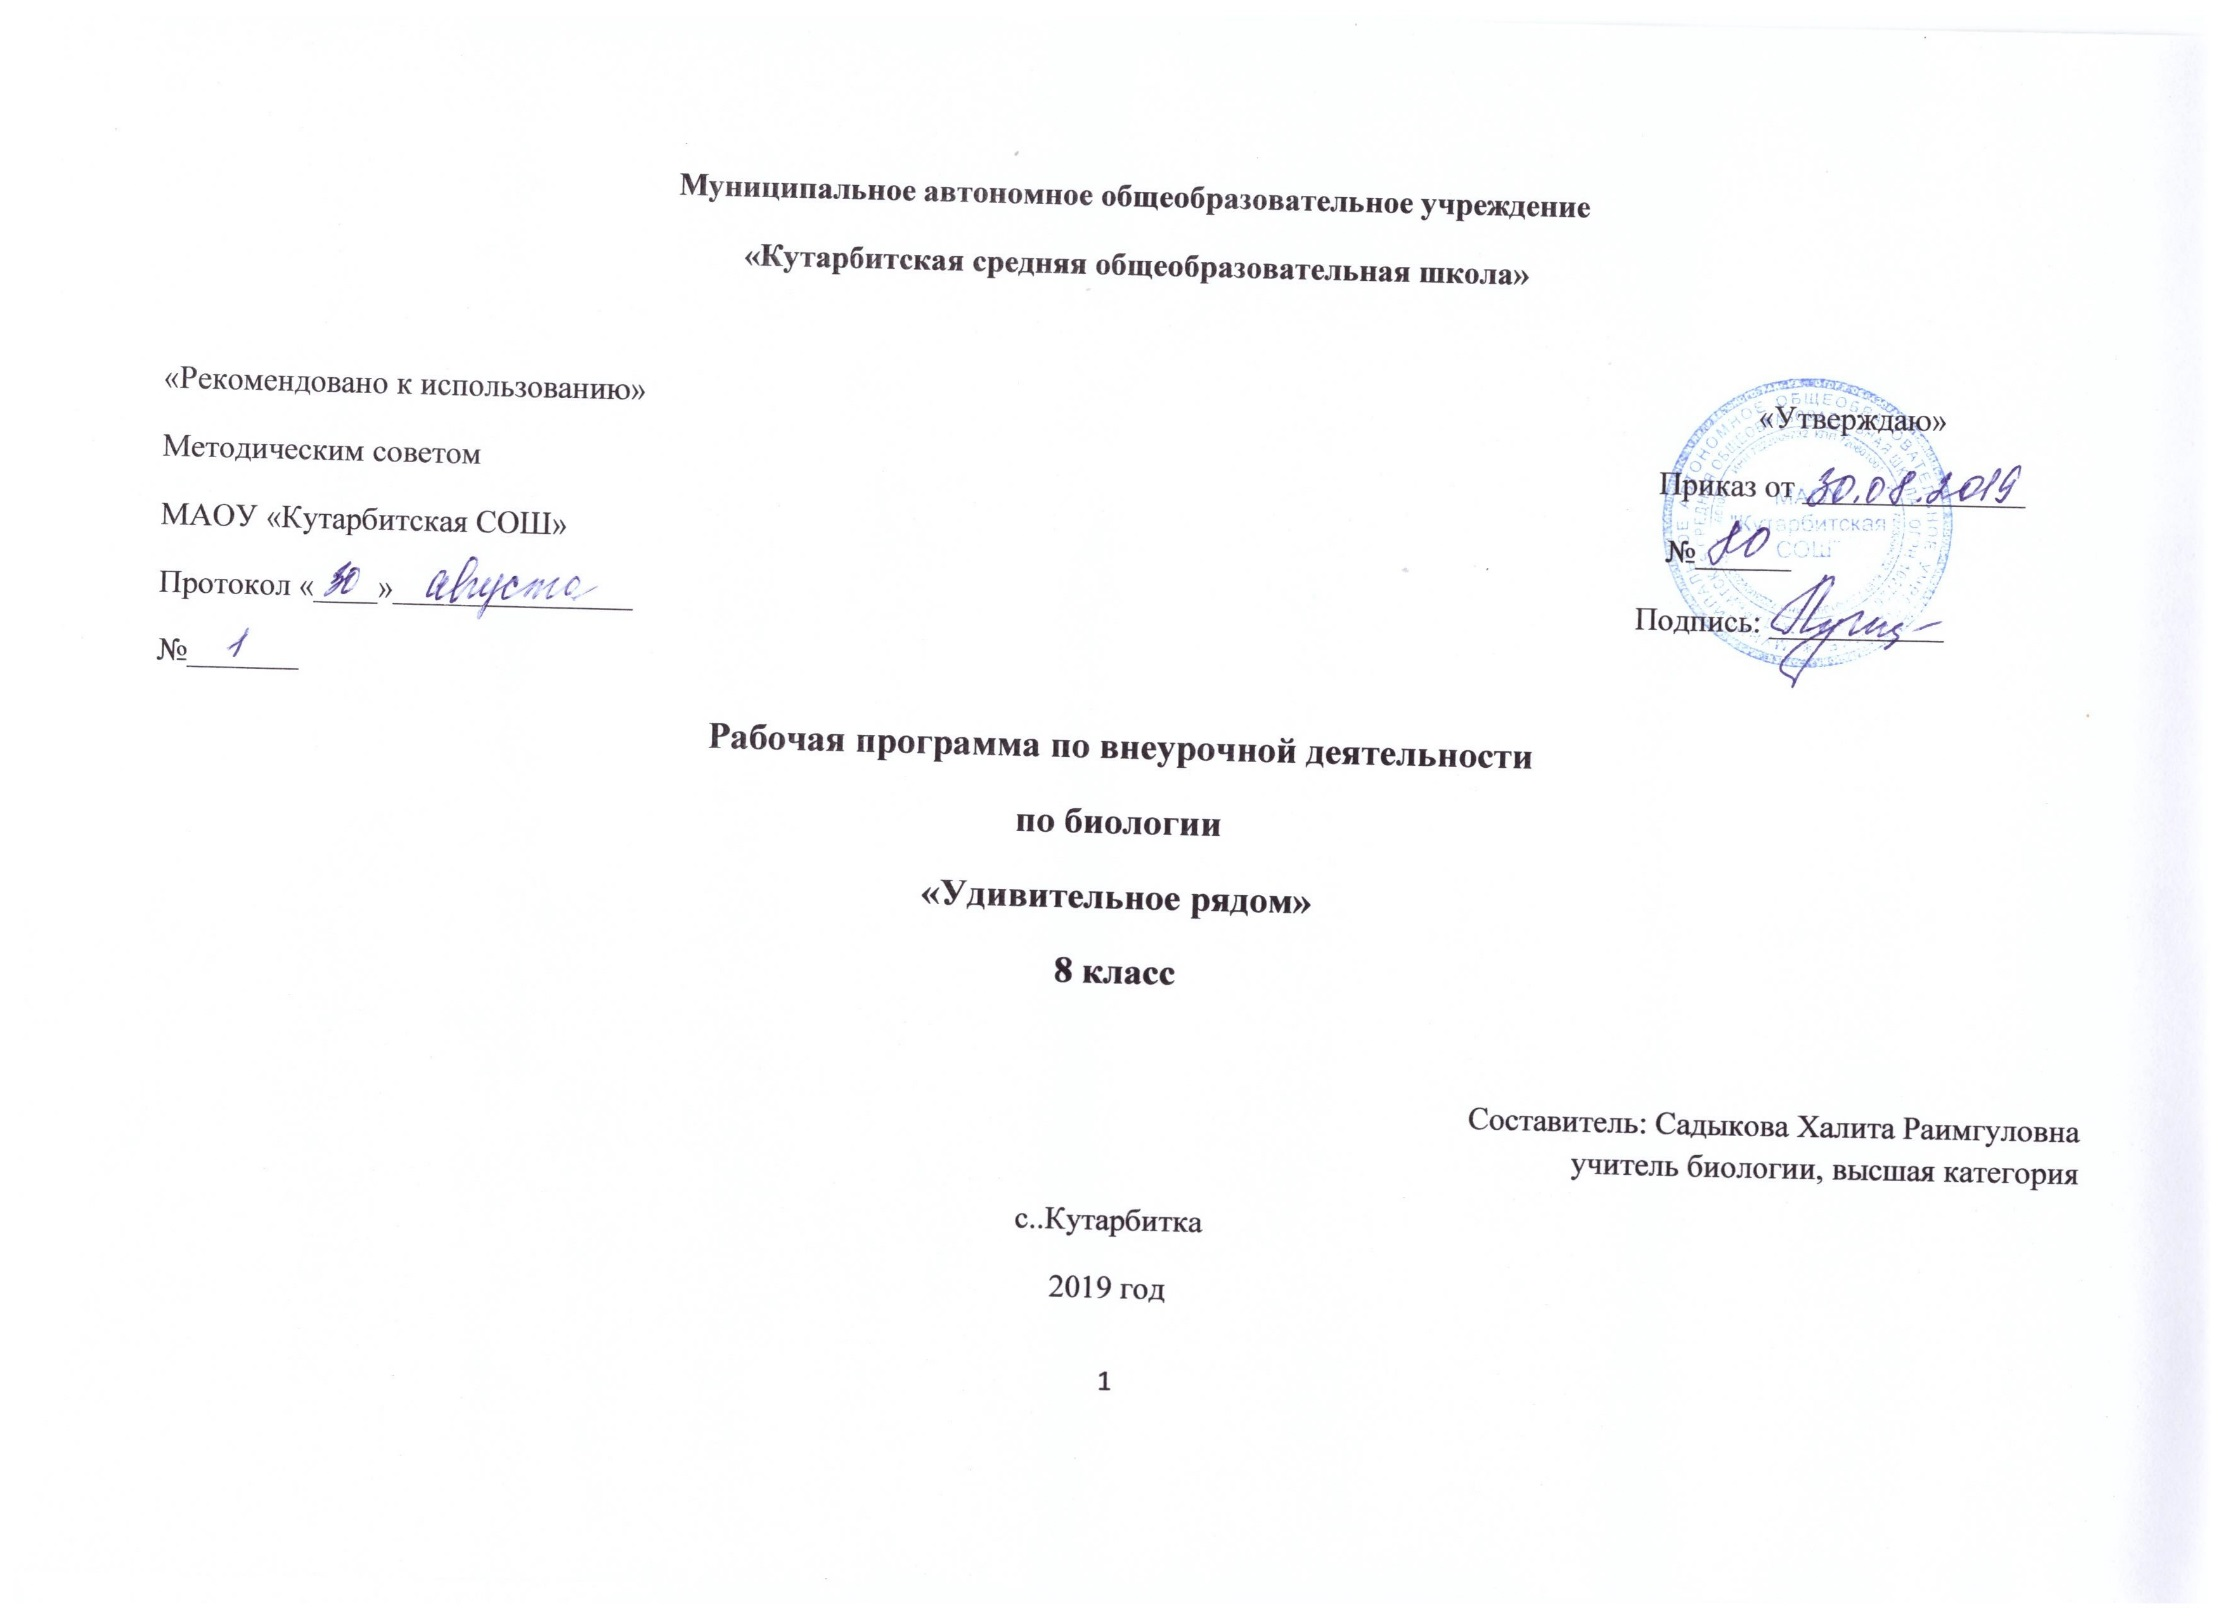 Муниципальное автономное общеобразовательное учреждение
«Кутарбитская средняя общеобразовательная школа»
«Рекомендовано к использованию»
Методическим советом
МАОУ «Кутарбитская СОШ»
Протокол «30» августа
№ 1
«Утверждаю»
Приказ от 30.08.2019
№ 80
Подпись:
"Кутарбитская
СОШ"
Рабочая программа по внеурочной деятельности
по биологии
«Удивительное рядом»
8 класс
Составитель: Садыкова Халита Раимгуловна
учитель биологии, высшая категория
с..Кутарбитка
2019 год
1